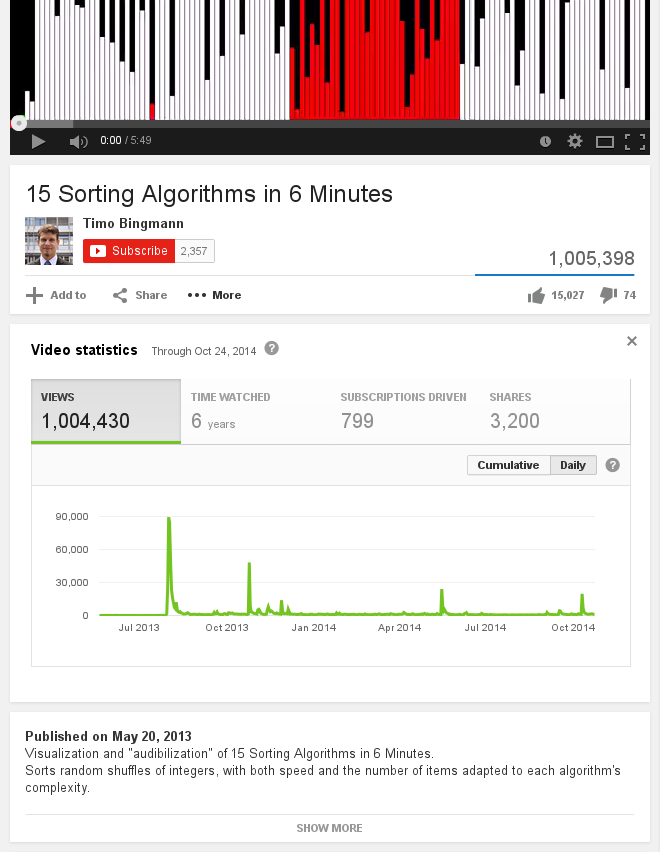 0:00 / 5:49
15 Sorting Algorithms in 6 Minutes
Timo Bingmann
Subscribe 2,357
1,005,398
Add to Share More 15,027 74
Video statistics Through Oct 24, 2014 ?
VIEWS TIME WATCHED SUBSCRIPTIONS DRIVEN SHARES
1,004,430 6 years 799 3,200
Cumulative Daily ?
90,000
60,000
30,000
0
Jul 2013 Oct 2013 Jan 2014 Apr 2014 Jul 2014 Oct 2014
Published on May 20, 2013
Visualization and "audibilization" of 15 Sorting Algorithms in 6 Minutes.
Sorts random shuffles of integers, with both speed and the number of items adapted to each algorithm's
complexity.
SHOW MORE